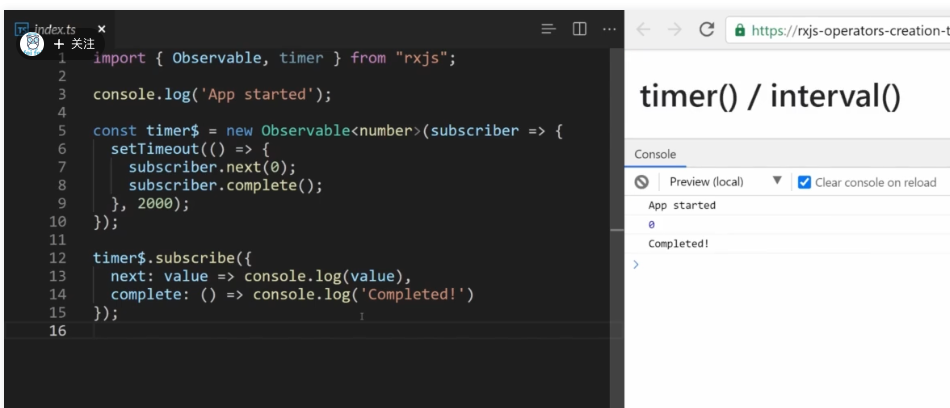 index.ts
+ 关注
1 import { Observable, timer } from "rxjs";
2
3 console.log('App started');
4
5 const timer$ = new Observable<number>(subscriber => {
6 setTimeout(() => {
7 subscriber.next(0);
8 subscriber.complete();
9 }, 2000);
10 });
11
12 timer$.subscribe({
13 next: value => console.log(value),
14 complete: () => console.log('Completed!')
15 });
16
https://rxjs-operators-creation-t
timer() / interval()
Console
Preview (local) ▼ Clear console on reload
App started
0
Completed!
>